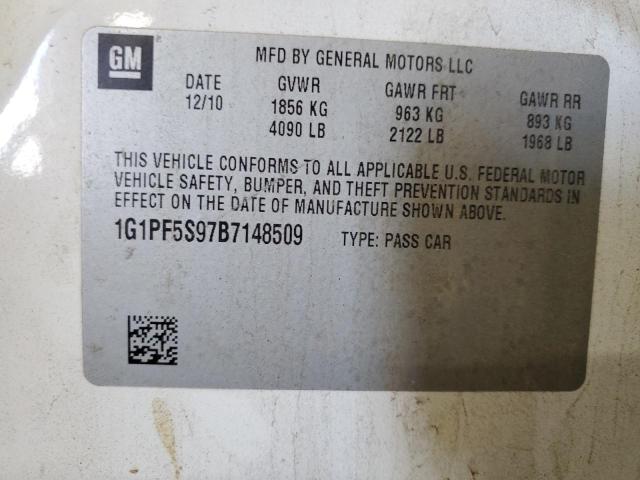 GM
MFD BY GENERAL MOTORS LLC
DATE GVWR GAWR FRT GAWR RR
12/10 1856 KG 963 KG 893 KG
4090 LB 2122 LB 1968 LB
THIS VEHICLE CONFORMS TO ALL APPLICABLE U.S. FEDERAL MOTOR
VEHICLE SAFETY, BUMPER, AND THEFT PREVENTION STANDARDS IN
EFFECT ON THE DATE OF MANUFACTURE SHOWN ABOVE.
1G1PF5S97B7148509 TYPE: PASS CAR